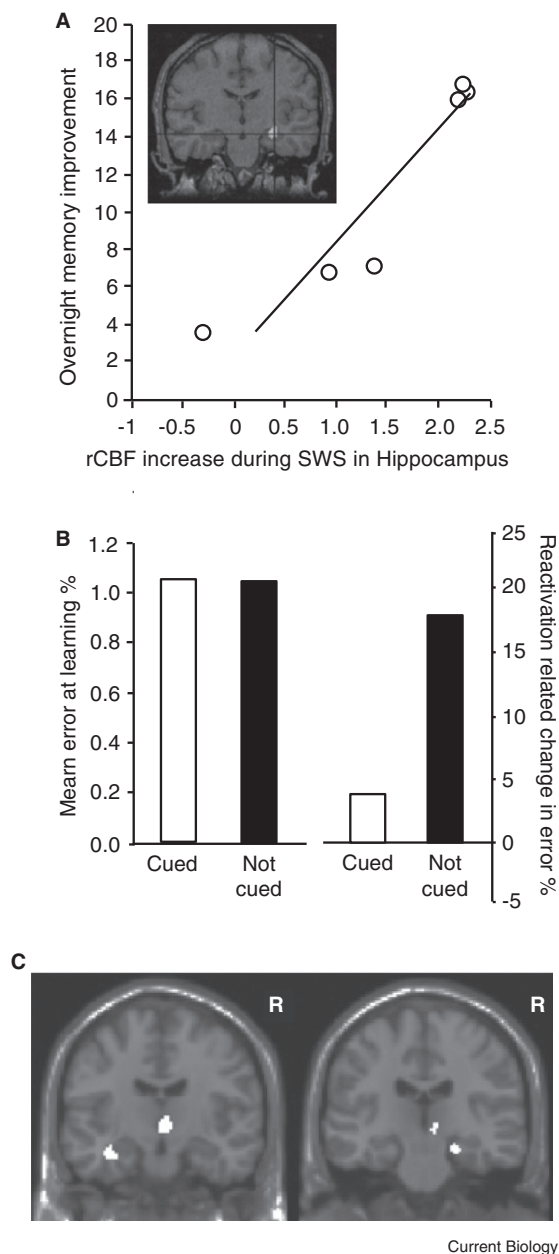 A
Overnight memory improvement
20
18
16
14
12
10
8
6
4
2
0
-1 -0.5 0 0.5 1.0 1.5 2.0 2.5
rCBF increase during SWS in Hippocampus
B
Mearn error at learning %
1.2
1.0
0.8
0.6
0.4
0.2
0.0
Cued Not
cued
Cued Not
cued
25
20
15
10
5
0
-5
Reactivation related change in error %
C
R R
Current Biology